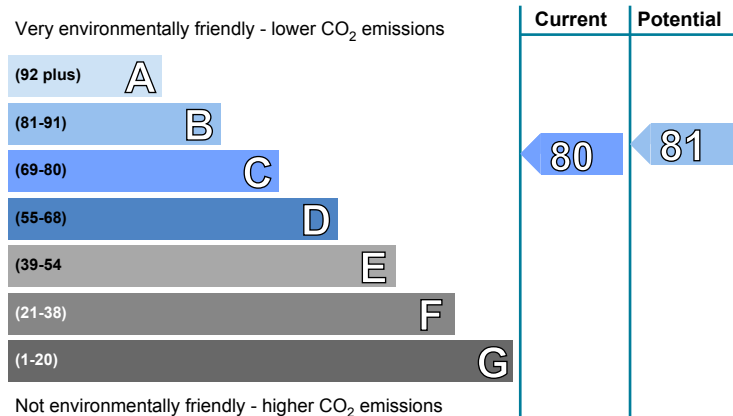 Very environmentally friendly - lower CO₂ emissions
Current
Potential
(92 plus) A
(81-91) B
(69-80) C
(55-68) D
(39-54 E
(21-38) F
(1-20) G
80
81
Not environmentally friendly - higher CO₂ emissions